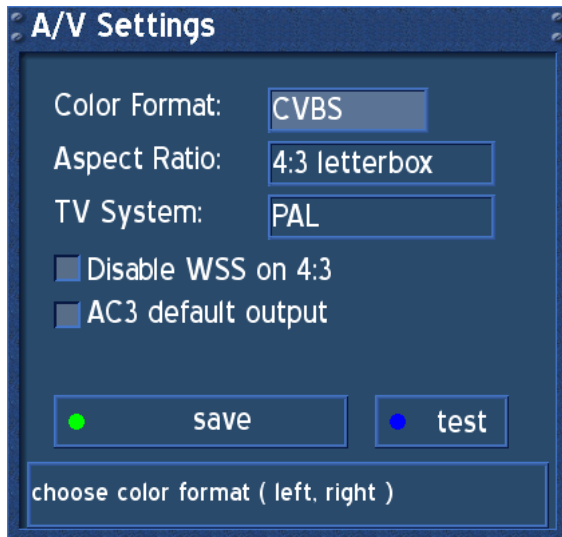 A/V Settings
Color Format: CVBS
Aspect Ratio: 4:3 letterbox
TV System: PAL
Disable WSS on 4:3
AC3 default output
save test
choose color format ( left, right )